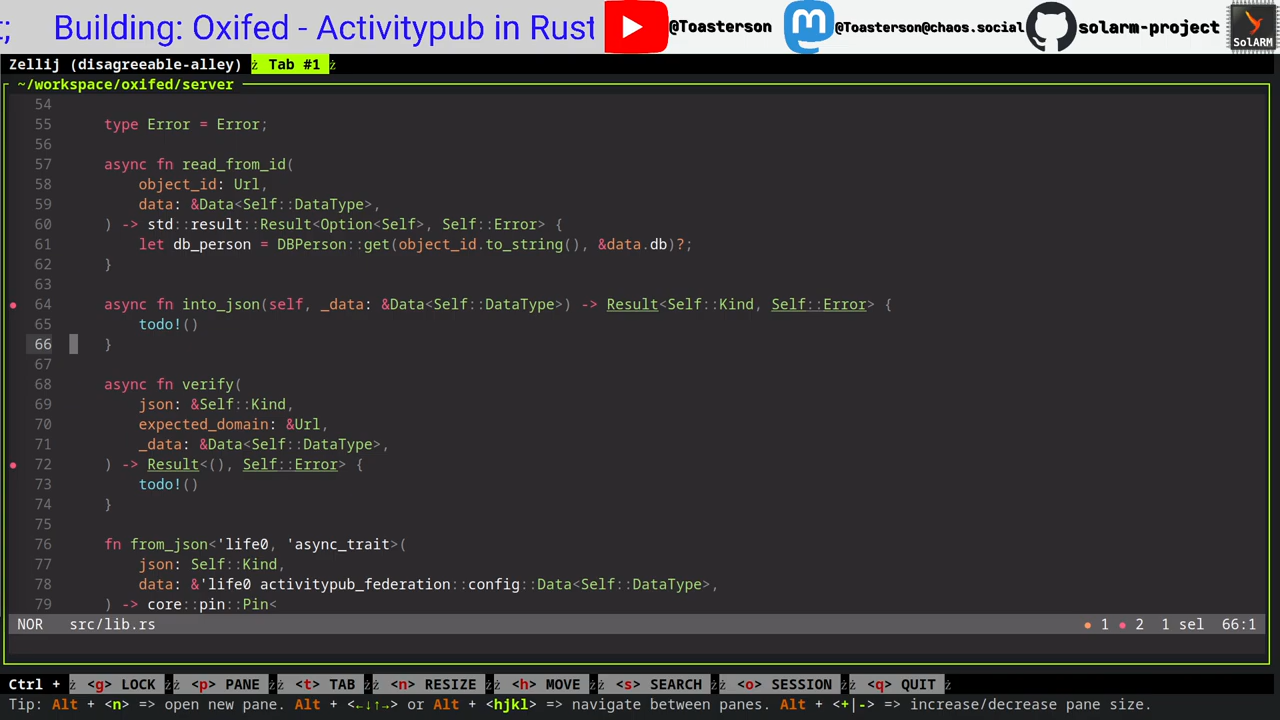 t;    Building: Oxifed - Activitypub in Rust
@Toasterson
@Toasterson@chaos.social
solarm-project
SolARM
Zellij (disagreeable-alley)  Tab #1
~/workspace/oxifed/server
54
55    type Error = Error;
56
57    async fn read_from_id(
58        object_id: Url,
59        data: &Data<Self::DataType>,
60    ) -> std::result::Result<Option<Self>, Self::Error> {
61        let db_person = DBPerson::get(object_id.to_string(), &data.db)?;
62    }
63
64    async fn into_json(self, _data: &Data<Self::DataType>) -> Result<Self::Kind, Self::Error> {
65        todo!()
66    }
67
68    async fn verify(
69        json: &Self::Kind,
70        expected_domain: &Url,
71        _data: &Data<Self::DataType>,
72    ) -> Result<(), Self::Error> {
73        todo!()
74    }
75
76    fn from_json<'life0, 'async_trait>(
77        json: Self::Kind,
78        data: &'life0 activitypub_federation::config::Data<Self::DataType>,
79    ) -> core::pin::Pin<
NOR   src/lib.rs   ● 1 ● 2  1 sel  66:1
Ctrl +  <g> LOCK  <p> PANE  <t> TAB  <n> RESIZE  <h> MOVE  <s> SEARCH  <o> SESSION  <q> QUIT
Tip: Alt + <n> => open new pane. Alt + <←↓↑→> or Alt + <hjkl> => navigate between panes. Alt + <+|-> => increase/decrease pane size.